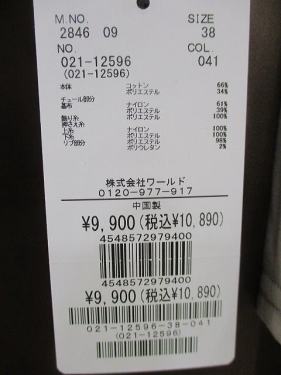 M.NO. SIZE
2846 09 38
NO. COL.
021-12596 041
(021-12596)
本体 コットン 66%
ポリエステル 34%
チュール部分
基布 ナイロン 61%
ポリエステル 39%
飾り糸 ポリエステル 100%
押さえ糸
上糸 ナイロン 100%
下糸 ポリエステル 100%
リブ部分 ポリエステル 98%
ポリウレタン 2%
株式会社ワールド
0120-977-917
中国製
¥9,900(税込¥10,890)
4548572979400
4548572979400
¥9,900(税込¥10,890)
021-12596-38-041
(021-12596)